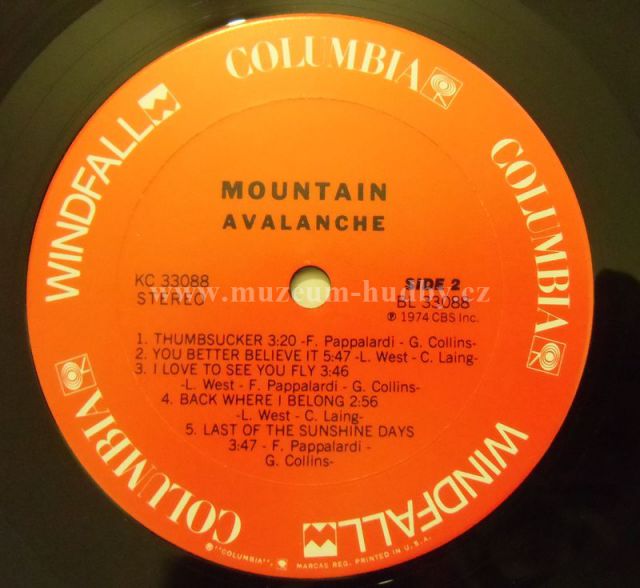 COLUMBIA
COLUMBIA
WINDFALL
COLUMBIA
WINDFALL
MOUNTAIN
AVALANCHE
KC 33088
STEREO
SIDE 2
BL 33088
℗ 1974 CBS Inc.
www.muzeum-hudby.cz
1. THUMBSUCKER 3:20 -F. Pappalardi - G. Collins-
2. YOU BETTER BELIEVE IT 5:47 -L. West - C. Laing-
3. I LOVE TO SEE YOU FLY 3:46
-L. West - F. Pappalardi - G. Collins-
4. BACK WHERE I BELONG 2:56
-L. West - C. Laing-
5. LAST OF THE SUNSHINE DAYS
3:47 - F. Pappalardi -
G. Collins-
® "COLUMBIA", MARCAS REG. PRINTED IN U.S.A.